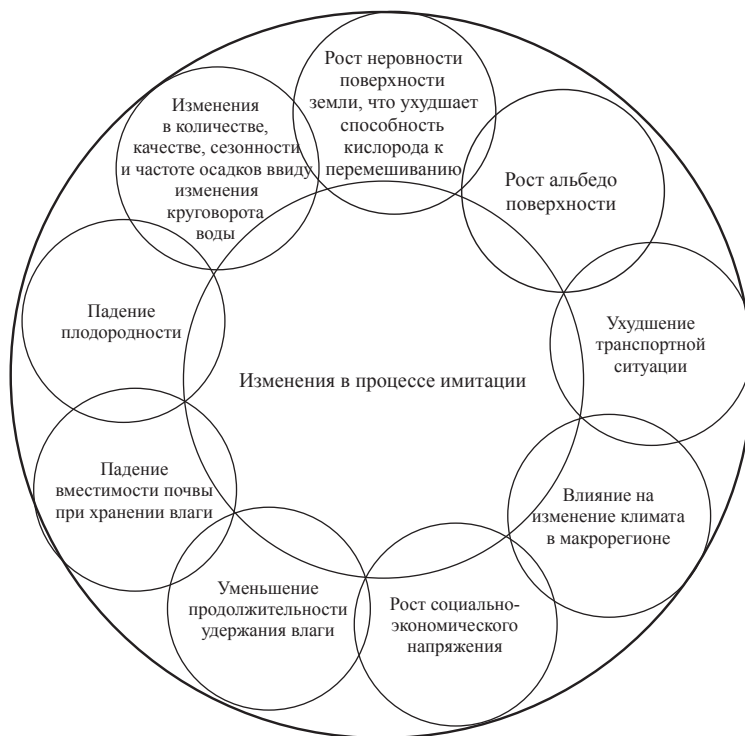 Рост неровности
поверхности
земли, что ухудшает
способность
кислорода к
перемешиванию
Изменения
в количестве,
качестве, сезонности
и частоте осадков ввиду
изменения
круговорота
воды
Рост альбедо
поверхности
Падение
плодородности
Ухудшение
транспортной
ситуации
Изменения в процессе имитации
Падение
вместимости почвы
при хранении влаги
Влияние на
изменение климата
в макрорегионе
Уменьшение
продолжительности
удержания влаги
Рост социально-
экономического
напряжения